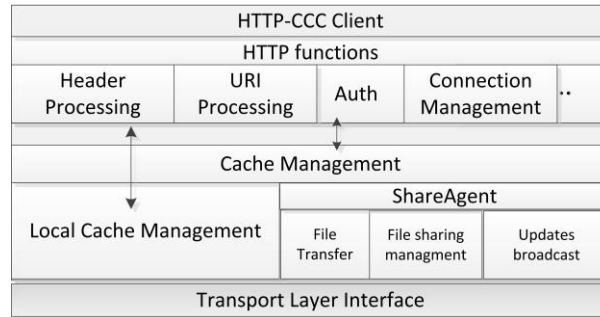 HTTP-CCC Client
HTTP functions
Header
Processing
URI
Processing
Auth
Connection
Management
..
Cache Management
Local Cache Management
ShareAgent
File
Transfer
File sharing
managment
Updates
broadcast
Transport Layer Interface